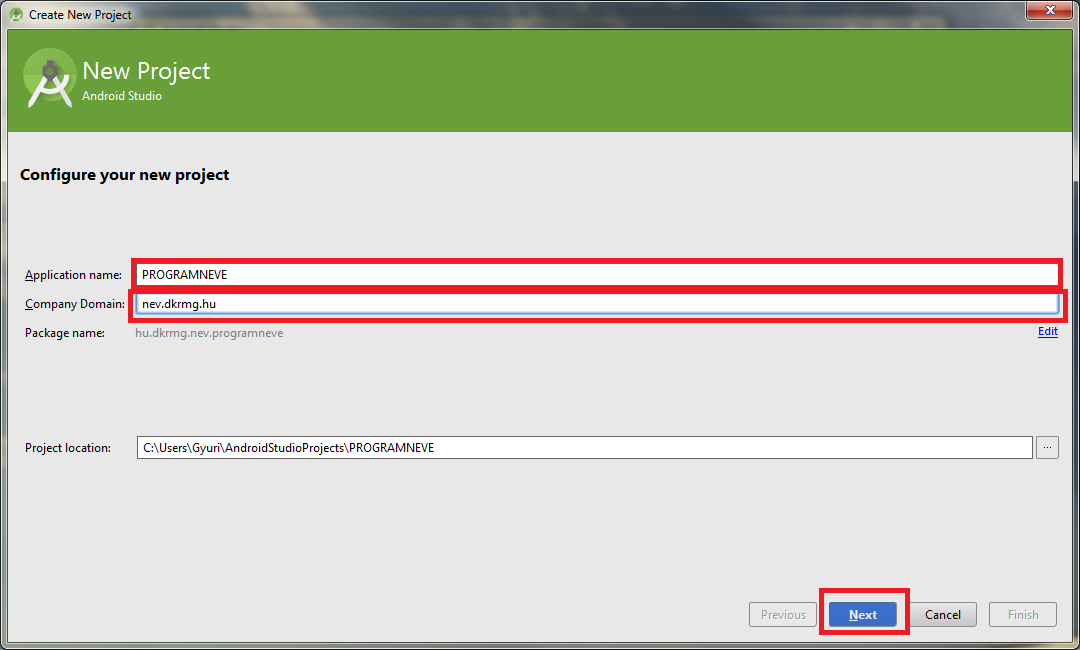 Create New Project
New Project
Android Studio
Configure your new project
Application name: PROGRAMNEVE
Company Domain: nev.dkrmg.hu
Package name: hu.dkrmg.nev.programneve Edit
Project location: C:\Users\Gyuri\AndroidStudioProjects\PROGRAMNEVE ...
Previous Next Cancel Finish